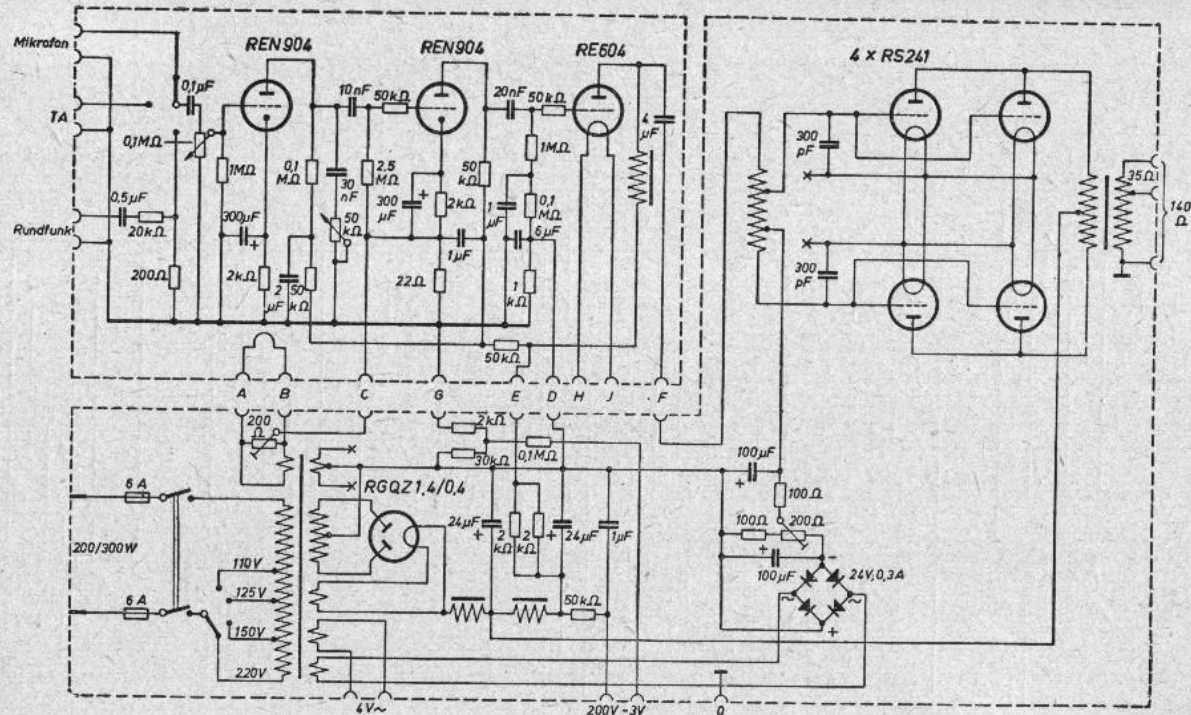 REN904
REN904
RE604
4 x RS241
Mikrofon
TA
Rundfunk
0,1µF
0,1MΩ
1MΩ
300µF
0,5µF
20kΩ
200Ω
2kΩ
0,1 MΩ
2 µF
50 kΩ
10nF
30 nF
50 kΩ
50kΩ
2,5 MΩ
300 µF
2kΩ
1µF
22Ω
50 kΩ
20nF
50kΩ
1MΩ
1 µF
0,1 MΩ
6µF
1 kΩ
50kΩ
4 µF
300 pF
300 pF
35Ω
140 Ω
A
B
C
G
E
D
H
J
F
200 Ω
2kΩ
30kΩ
0,1MΩ
RGQZ 1,4/0,4
6A
200/300W
6A
110V
125V
150V
220V
24µF
2 kΩ
2 kΩ
24µF
1µF
50kΩ
100µF
100Ω
100Ω
200Ω
100µF
24V, 0,3A
4V~
200V -3V
0